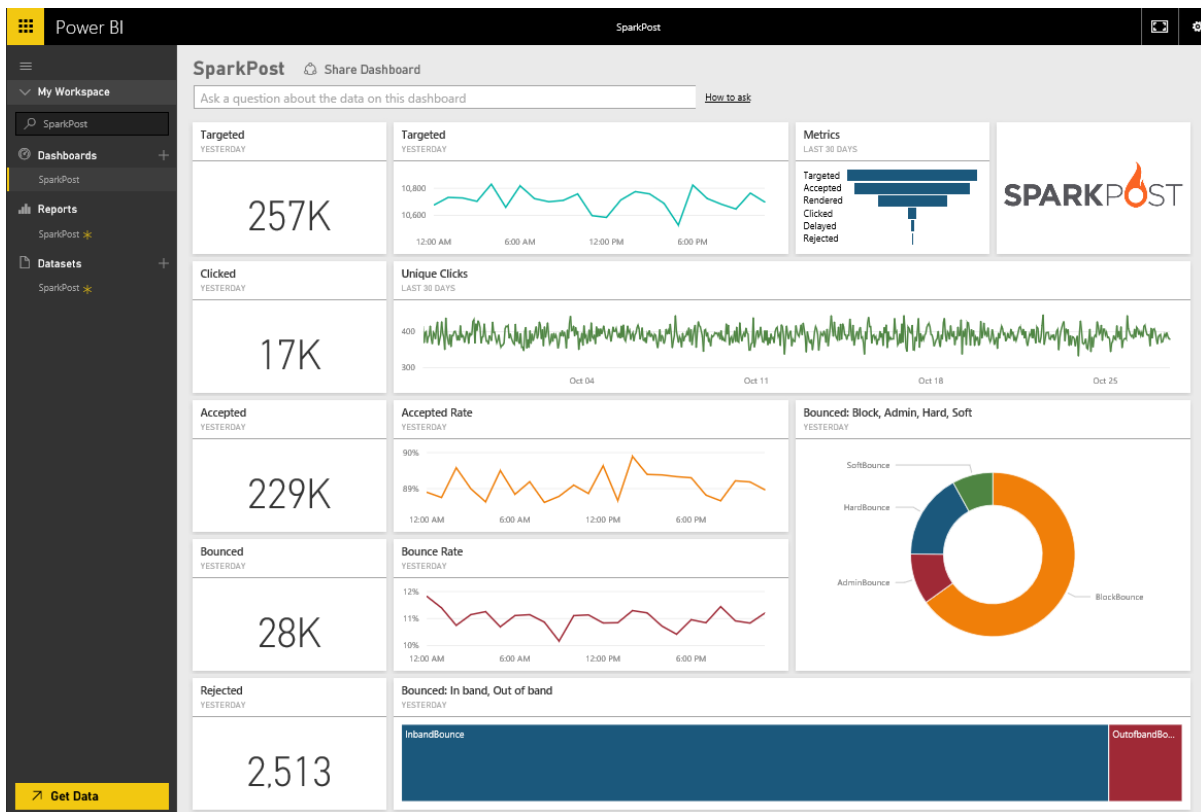 Power BI
SparkPost
My Workspace
SparkPost
Dashboards
SparkPost
Reports
SparkPost
Datasets
SparkPost
Get Data
SparkPost
Share Dashboard
Ask a question about the data on this dashboard
How to ask
Targeted
YESTERDAY
257K
Targeted
YESTERDAY
10,800
10,600
12:00 AM 6:00 AM 12:00 PM 6:00 PM
Metrics
LAST 30 DAYS
Targeted
Accepted
Rendered
Clicked
Delayed
Rejected
SPARKPOST
Clicked
YESTERDAY
17K
Unique Clicks
LAST 30 DAYS
400
300
Oct 04 Oct 11 Oct 18 Oct 25
Accepted
YESTERDAY
229K
Accepted Rate
YESTERDAY
90%
89%
12:00 AM 6:00 AM 12:00 PM 6:00 PM
Bounced: Block, Admin, Hard, Soft
YESTERDAY
SoftBounce
HardBounce
AdminBounce
BlockBounce
Bounced
YESTERDAY
28K
Bounce Rate
YESTERDAY
12%
11%
10%
12:00 AM 6:00 AM 12:00 PM 6:00 PM
Rejected
YESTERDAY
2,513
Bounced: In band, Out of band
YESTERDAY
InbandBounce
OutofbandBo...